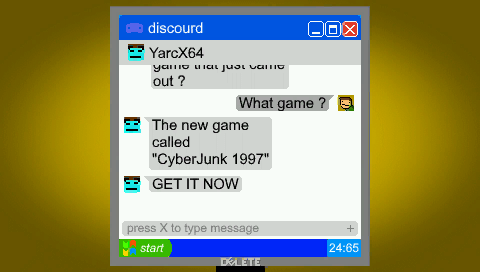 discourd
YarcX64
game that just came
out ?
What game ?
The new game
called
"CyberJunk 1997"
GET IT NOW
press X to type message +
start
24:65